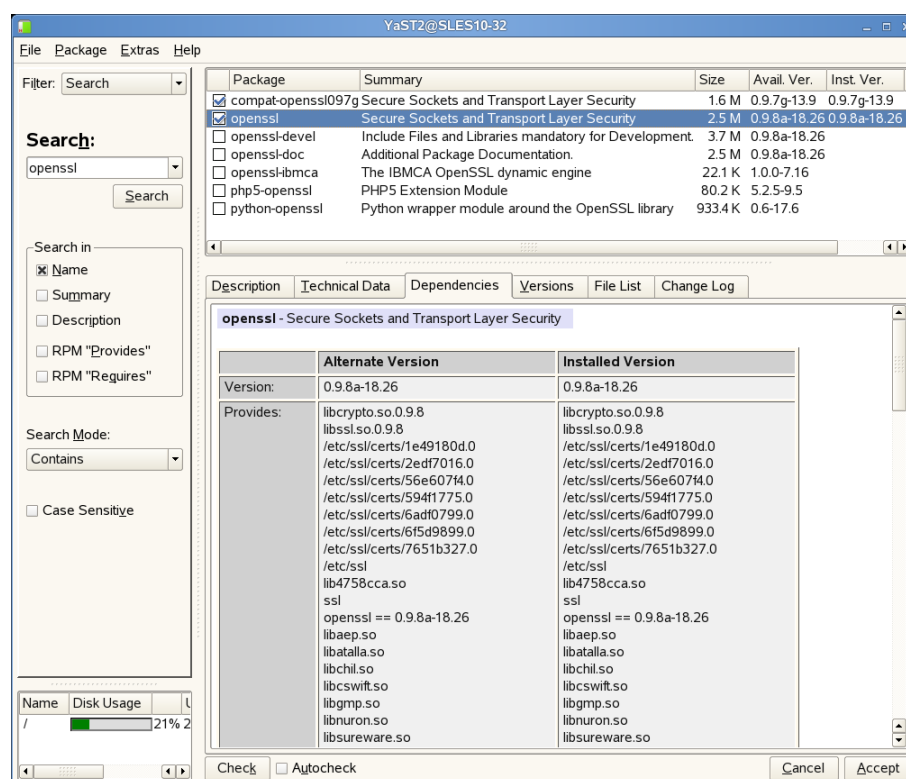 YaST2@SLES10-32
File Package Extras Help
Filter: Search
Search:
openssl
Search
Search in
Name
Summary
Description
RPM "Provides"
RPM "Requires"
Search Mode:
Contains
Case Sensitive
Name Disk Usage
/ 21% 2
Package Summary Size Avail. Ver. Inst. Ver.
compat-openssl097g Secure Sockets and Transport Layer Security 1.6 M 0.9.7g-13.9 0.9.7g-13.9
openssl Secure Sockets and Transport Layer Security 2.5 M 0.9.8a-18.26 0.9.8a-18.26
openssl-devel Include Files and Libraries mandatory for Development. 3.7 M 0.9.8a-18.26
openssl-doc Additional Package Documentation. 2.5 M 0.9.8a-18.26
openssl-ibmca The IBMCA OpenSSL dynamic engine 22.1 K 1.0.0-7.16
php5-openssl PHP5 Extension Module 80.2 K 5.2.5-9.5
python-openssl Python wrapper module around the OpenSSL library 933.4 K 0.6-17.6
Description Technical Data Dependencies Versions File List Change Log
openssl - Secure Sockets and Transport Layer Security
Alternate Version Installed Version
Version: 0.9.8a-18.26 0.9.8a-18.26
Provides: libcrypto.so.0.9.8 libcrypto.so.0.9.8
libssl.so.0.9.8 libssl.so.0.9.8
/etc/ssl/certs/1e49180d.0 /etc/ssl/certs/1e49180d.0
/etc/ssl/certs/2edf7016.0 /etc/ssl/certs/2edf7016.0
/etc/ssl/certs/56e607f4.0 /etc/ssl/certs/56e607f4.0
/etc/ssl/certs/594f1775.0 /etc/ssl/certs/594f1775.0
/etc/ssl/certs/6adf0799.0 /etc/ssl/certs/6adf0799.0
/etc/ssl/certs/6f5d9899.0 /etc/ssl/certs/6f5d9899.0
/etc/ssl/certs/7651b327.0 /etc/ssl/certs/7651b327.0
/etc/ssl /etc/ssl
lib4758cca.so lib4758cca.so
ssl ssl
openssl == 0.9.8a-18.26 openssl == 0.9.8a-18.26
libaep.so libaep.so
libatalla.so libatalla.so
libchil.so libchil.so
libcswift.so libcswift.so
libgmp.so libgmp.so
libnuron.so libnuron.so
libsureware.so libsureware.so
Check Autocheck Cancel Accept